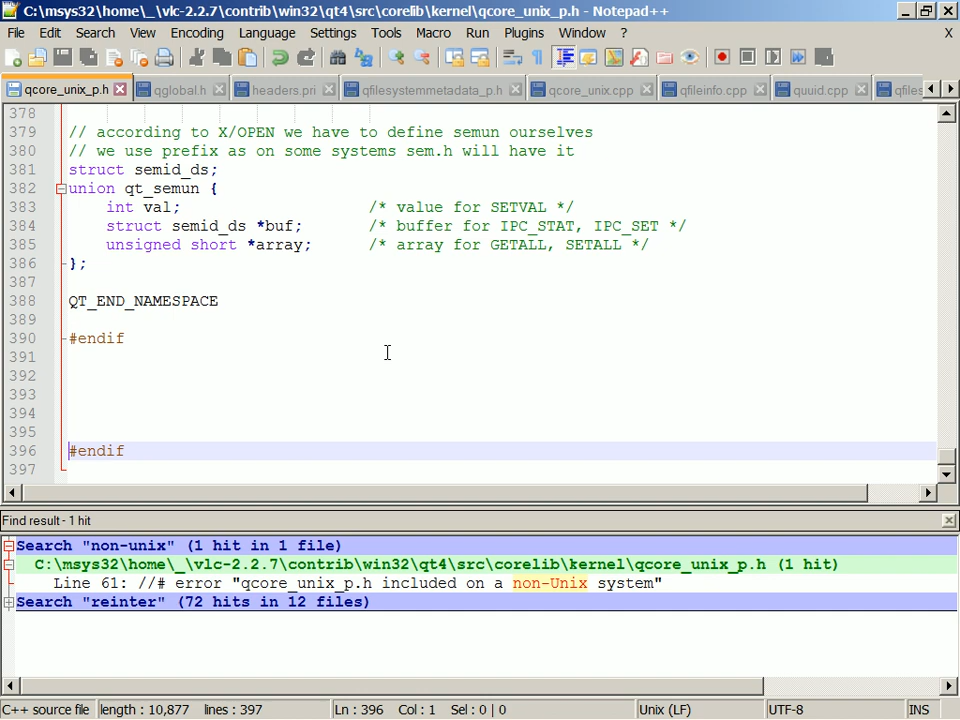 C:\msys32\home\_\vlc-2.2.7\contrib\win32\qt4\src\corelib\kernel\qcore_unix_p.h - Notepad++
File Edit Search View Encoding Language Settings Tools Macro Run Plugins Window ? X
qcore_unix_p.h qglobal.h headers.pri qfilesystemmetadata_p.h qcore_unix.cpp qfileinfo.cpp quuid.cpp qfiles
378
379 // according to X/OPEN we have to define semun ourselves
380 // we use prefix as on some systems sem.h will have it
381 struct semid_ds;
382 union qt_semun {
383 int val; /* value for SETVAL */
384 struct semid_ds *buf; /* buffer for IPC_STAT, IPC_SET */
385 unsigned short *array; /* array for GETALL, SETALL */
386 };
387
388 QT_END_NAMESPACE
389
390 #endif
391
392
393
394
395
396 #endif
397
Find result - 1 hit
Search "non-unix" (1 hit in 1 file)
C:\msys32\home\_\vlc-2.2.7\contrib\win32\qt4\src\corelib\kernel\qcore_unix_p.h (1 hit)
Line 61: //# error "qcore_unix_p.h included on a non-Unix system"
Search "reinter" (72 hits in 12 files)
C++ source file length : 10,877 lines : 397 Ln : 396 Col : 1 Sel : 0 | 0 Unix (LF) UTF-8 INS